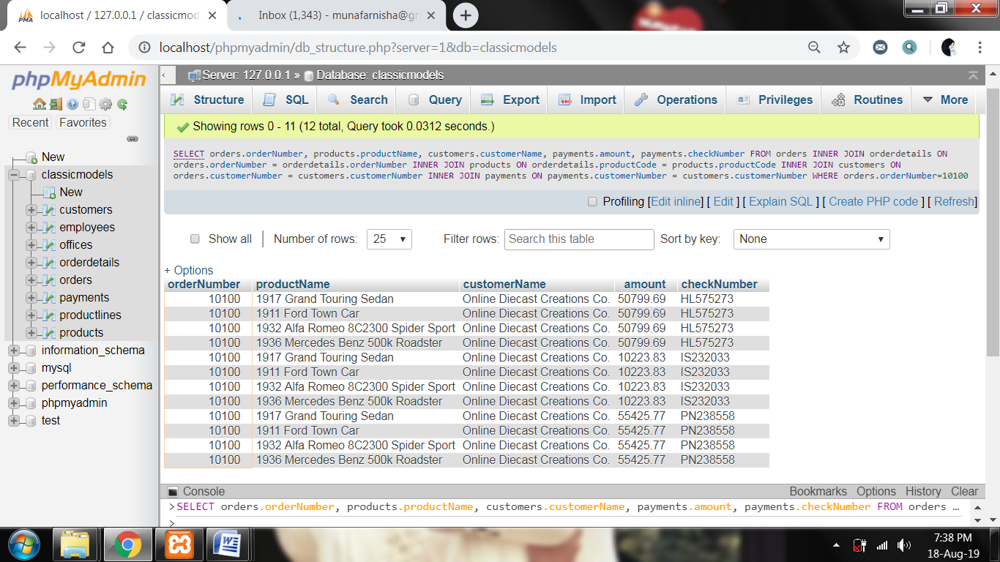 localhost / 127.0.0.1 / classicmod
Inbox (1,343) - munafarnisha@gm
localhost/phpmyadmin/db_structure.php?server=1&db=classicmodels
phpMyAdmin
Recent Favorites
New
classicmodels
New
customers
employees
offices
orderdetails
orders
payments
productlines
products
information_schema
mysql
performance_schema
phpmyadmin
test
Server: 127.0.0.1 » Database: classicmodels
Structure SQL Search Query Export Import Operations Privileges Routines More
Showing rows 0 - 11 (12 total, Query took 0.0312 seconds.)
SELECT orders.orderNumber, products.productName, customers.customerName, payments.amount, payments.checkNumber FROM orders INNER JOIN orderdetails ON
orders.orderNumber = orderdetails.orderNumber INNER JOIN products ON orderdetails.productCode = products.productCode INNER JOIN customers ON
orders.customerNumber = customers.customerNumber INNER JOIN payments ON payments.customerNumber = customers.customerNumber WHERE orders.orderNumber=10100
Profiling [Edit inline] [ Edit ] [ Explain SQL ] [ Create PHP code ] [ Refresh]
Show all | Number of rows: 25 Filter rows: Search this table Sort by key: None
+ Options
orderNumber productName customerName amount checkNumber
10100 1917 Grand Touring Sedan Online Diecast Creations Co. 50799.69 HL575273
10100 1911 Ford Town Car Online Diecast Creations Co. 50799.69 HL575273
10100 1932 Alfa Romeo 8C2300 Spider Sport Online Diecast Creations Co. 50799.69 HL575273
10100 1936 Mercedes Benz 500k Roadster Online Diecast Creations Co. 50799.69 HL575273
10100 1917 Grand Touring Sedan Online Diecast Creations Co. 10223.83 IS232033
10100 1911 Ford Town Car Online Diecast Creations Co. 10223.83 IS232033
10100 1932 Alfa Romeo 8C2300 Spider Sport Online Diecast Creations Co. 10223.83 IS232033
10100 1936 Mercedes Benz 500k Roadster Online Diecast Creations Co. 10223.83 IS232033
10100 1917 Grand Touring Sedan Online Diecast Creations Co. 55425.77 PN238558
10100 1911 Ford Town Car Online Diecast Creations Co. 55425.77 PN238558
10100 1932 Alfa Romeo 8C2300 Spider Sport Online Diecast Creations Co. 55425.77 PN238558
10100 1936 Mercedes Benz 500k Roadster Online Diecast Creations Co. 55425.77 PN238558
Console Bookmarks Options History Clear
>SELECT orders.orderNumber, products.productName, customers.customerName, payments.amount, payments.checkNumber FROM orders …
>
7:38 PM
18-Aug-19